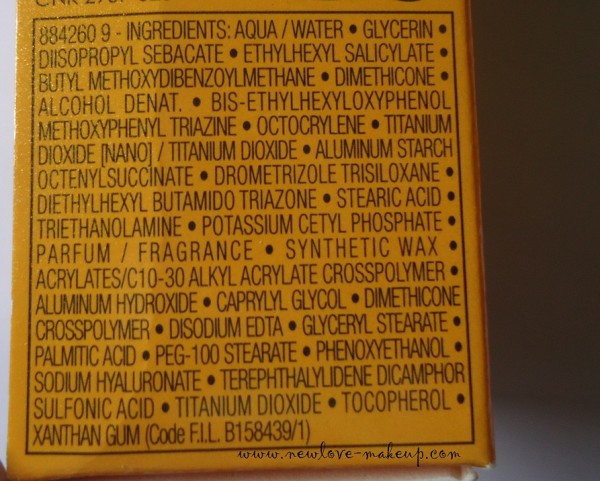 884260 9 - INGREDIENTS: AQUA / WATER • GLYCERIN •
DIISOPROPYL SEBACATE • ETHYLHEXYL SALICYLATE •
BUTYL METHOXYDIBENZOYLMETHANE • DIMETHICONE •
ALCOHOL DENAT. • BIS-ETHYLHEXYLOXYPHENOL
METHOXYPHENYL TRIAZINE • OCTOCRYLENE • TITANIUM
DIOXIDE [NANO] / TITANIUM DIOXIDE • ALUMINUM STARCH
OCTENYLSUCCINATE • DROMETRIZOLE TRISILOXANE •
DIETHYLHEXYL BUTAMIDO TRIAZONE • STEARIC ACID •
TRIETHANOLAMINE • POTASSIUM CETYL PHOSPHATE •
PARFUM / FRAGRANCE • SYNTHETIC WAX •
ACRYLATES/C10-30 ALKYL ACRYLATE CROSSPOLYMER •
ALUMINUM HYDROXIDE • CAPRYLYL GLYCOL • DIMETHICONE
CROSSPOLYMER • DISODIUM EDTA • GLYCERYL STEARATE •
PALMITIC ACID • PEG-100 STEARATE • PHENOXYETHANOL •
SODIUM HYALURONATE • TEREPHTHALYLIDENE DICAMPHOR
SULFONIC ACID • TITANIUM DIOXIDE • TOCOPHEROL •
XANTHAN GUM (Code F.I.L. B158439/1)
www.newlove-makeup.com